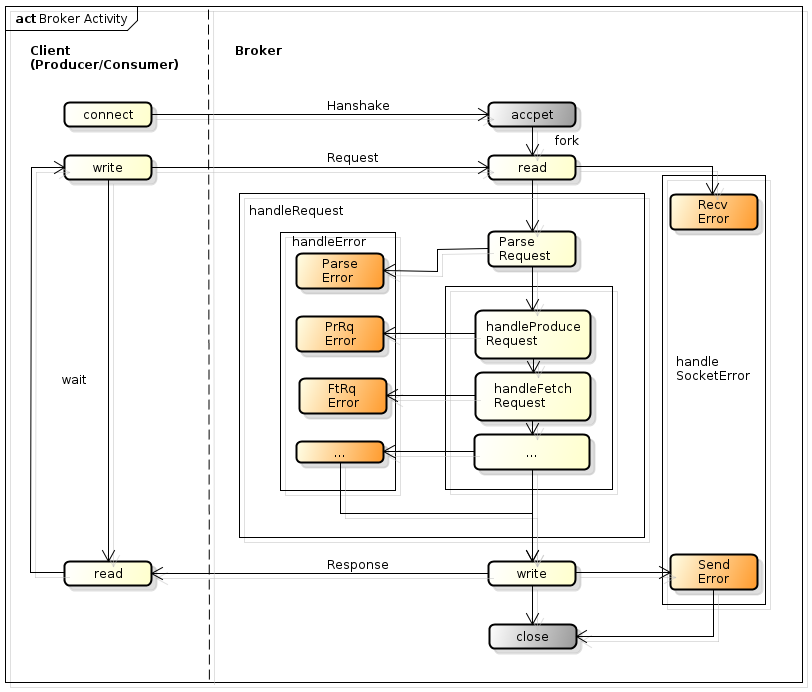 act Broker Activity
Client
(Producer/Consumer)
Broker
connect
Hanshake
accpet
fork
write
Request
read
Recv
Error
handleRequest
handleError
Parse
Request
Parse
Error
PrRq
Error
handleProduce
Request
handle
SocketError
wait
FtRq
Error
handleFetch
Request
...
...
read
Response
write
Send
Error
close